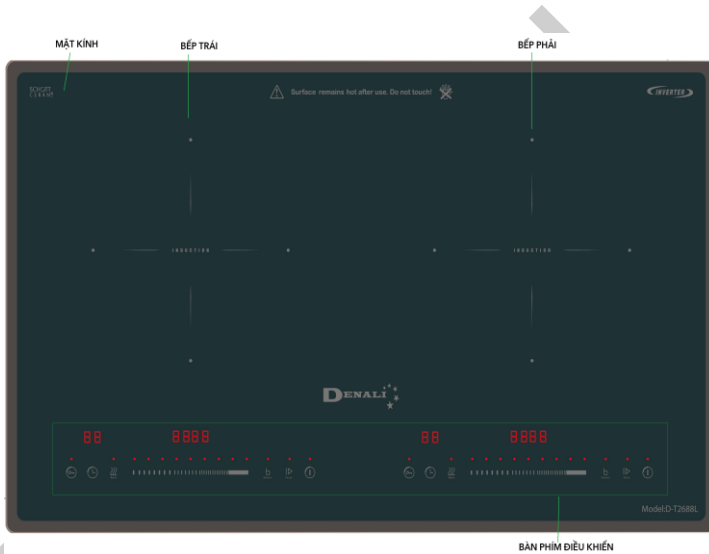 MẶT KÍNH
BẾP TRÁI
BẾP PHẢI
SCHOTT
CERAN
Surface remains hot after use. Do not touch!
INVERTER
INDUCTION
INDUCTION
DENALI
88
8888
88
8888
b
b
Model:D-T2688L
BÀN PHÍM ĐIỀU KHIỂN